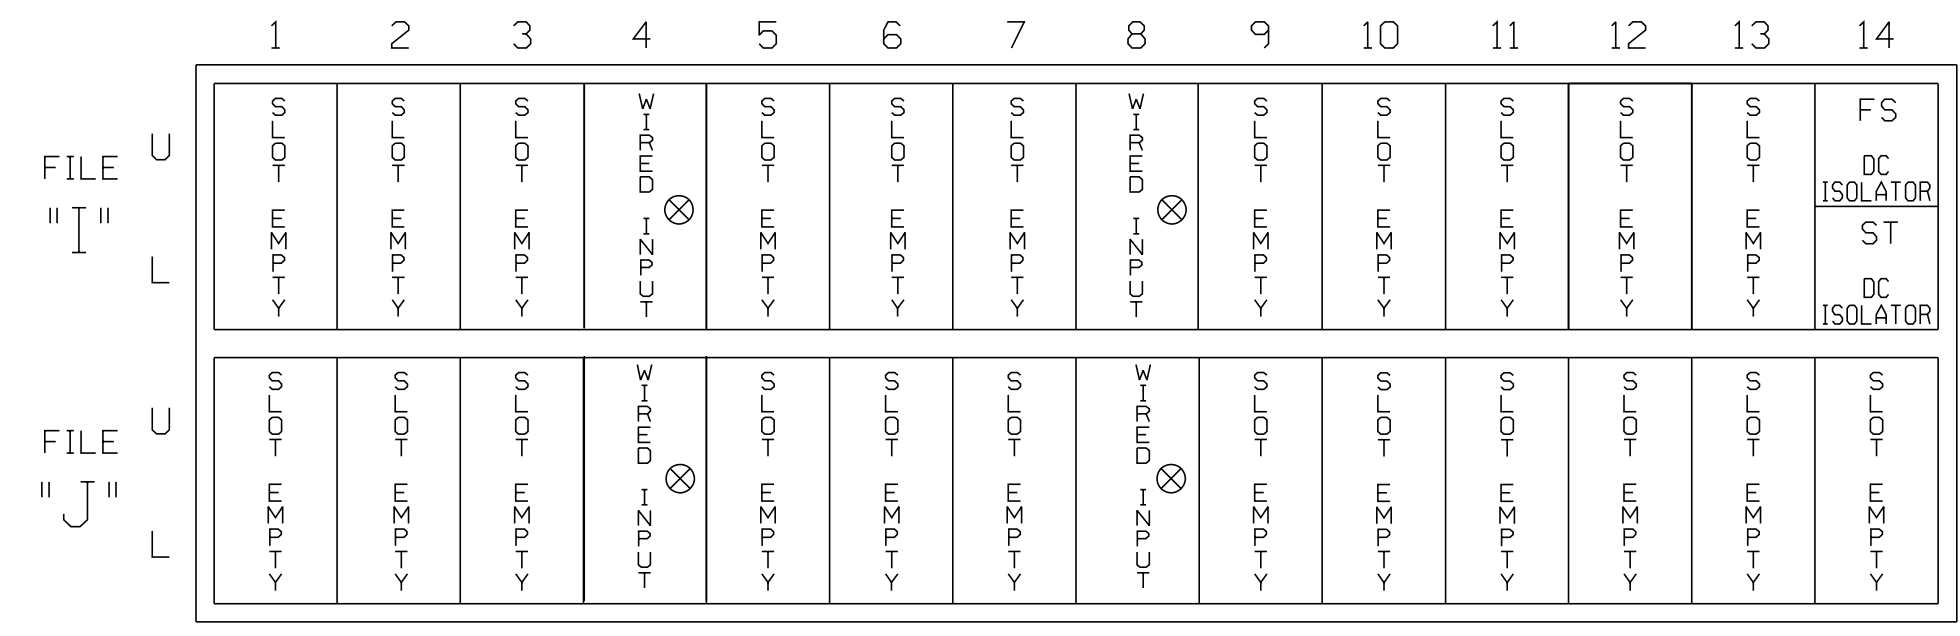 1 2 3 4 5 6 7 8 9 10 11 12 13 14
FILE
"I"
U
L
SLOT EMPTY
SLOT EMPTY
SLOT EMPTY
WIRED INPUT
SLOT EMPTY
SLOT EMPTY
SLOT EMPTY
WIRED INPUT
SLOT EMPTY
SLOT EMPTY
SLOT EMPTY
SLOT EMPTY
SLOT EMPTY
FS
DC
ISOLATOR
ST
DC
ISOLATOR
FILE
"J"
U
L
SLOT EMPTY
SLOT EMPTY
SLOT EMPTY
WIRED INPUT
SLOT EMPTY
SLOT EMPTY
SLOT EMPTY
WIRED INPUT
SLOT EMPTY
SLOT EMPTY
SLOT EMPTY
SLOT EMPTY
SLOT EMPTY
SLOT EMPTY